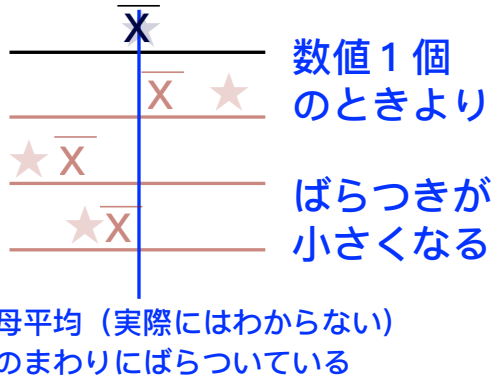 X̅
数値1個
のときより
X̅
X̅
ばらつきが
小さくなる
X̅
母平均（実際にはわからない）
のまわりにばらついている